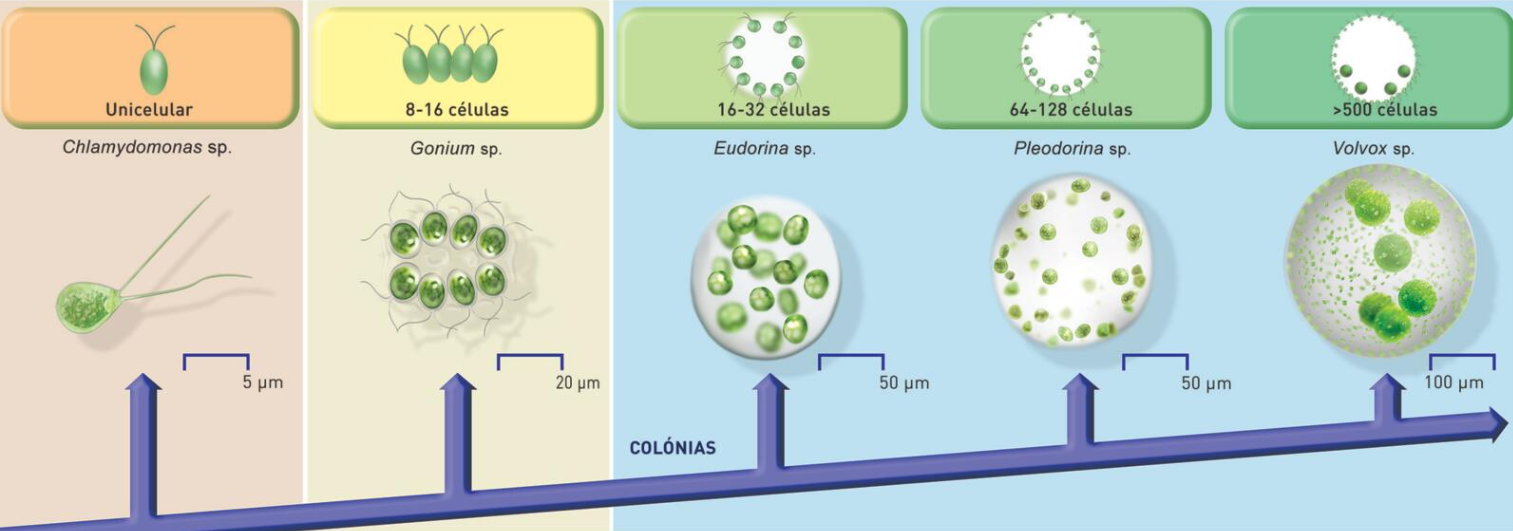 Unicelular
8-16 células
16-32 células
64-128 células
>500 células
Chlamydomonas sp.
Gonium sp.
Eudorina sp.
Pleodorina sp.
Volvox sp.
5 µm
20 µm
50 µm
50 µm
100 µm
COLÓNIAS